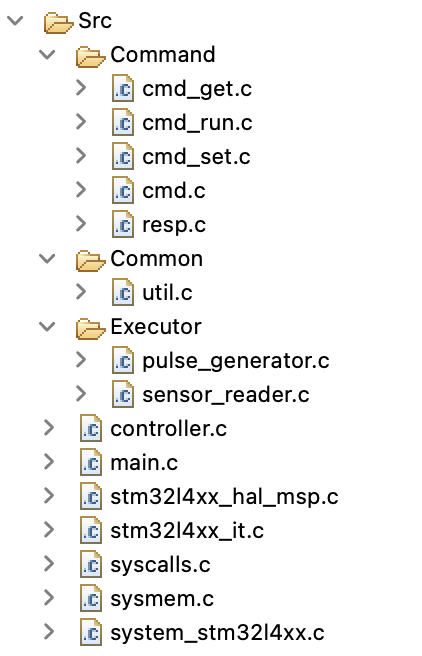 Src
Command
cmd_get.c
cmd_run.c
cmd_set.c
cmd.c
resp.c
Common
util.c
Executor
pulse_generator.c
sensor_reader.c
controller.c
main.c
stm32l4xx_hal_msp.c
stm32l4xx_it.c
syscalls.c
sysmem.c
system_stm32l4xx.c